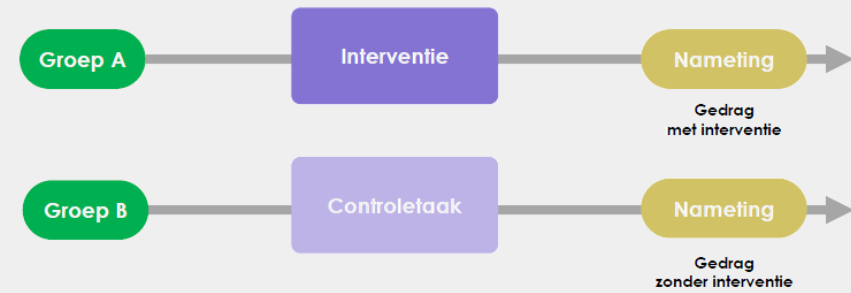 Groep A
Interventie
Nameting
Gedrag
met interventie
Groep B
Controletaak
Nameting
Gedrag
zonder interventie